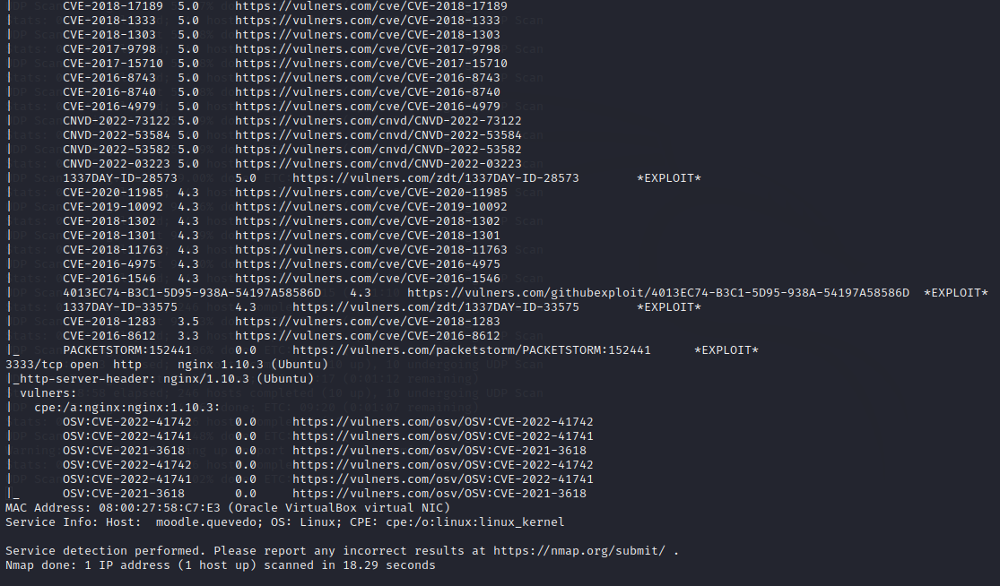 |       CVE-2018-17189  5.0     https://vulners.com/cve/CVE-2018-17189
|       CVE-2018-1333   5.0     https://vulners.com/cve/CVE-2018-1333
|       CVE-2018-1303   5.0     https://vulners.com/cve/CVE-2018-1303
|       CVE-2017-9798   5.0     https://vulners.com/cve/CVE-2017-9798
|       CVE-2017-15710  5.0     https://vulners.com/cve/CVE-2017-15710
|       CVE-2016-8743   5.0     https://vulners.com/cve/CVE-2016-8743
|       CVE-2016-8740   5.0     https://vulners.com/cve/CVE-2016-8740
|       CVE-2016-4979   5.0     https://vulners.com/cve/CVE-2016-4979
|       CNVD-2022-73122 5.0     https://vulners.com/cnvd/CNVD-2022-73122
|       CNVD-2022-53584 5.0     https://vulners.com/cnvd/CNVD-2022-53584
|       CNVD-2022-53582 5.0     https://vulners.com/cnvd/CNVD-2022-53582
|       CNVD-2022-03223 5.0     https://vulners.com/cnvd/CNVD-2022-03223
|       1337DAY-ID-28573        5.0     https://vulners.com/zdt/1337DAY-ID-28573        *EXPLOIT*
|       CVE-2020-11985  4.3     https://vulners.com/cve/CVE-2020-11985
|       CVE-2019-10092  4.3     https://vulners.com/cve/CVE-2019-10092
|       CVE-2018-1302   4.3     https://vulners.com/cve/CVE-2018-1302
|       CVE-2018-1301   4.3     https://vulners.com/cve/CVE-2018-1301
|       CVE-2018-11763  4.3     https://vulners.com/cve/CVE-2018-11763
|       CVE-2016-4975   4.3     https://vulners.com/cve/CVE-2016-4975
|       CVE-2016-1546   4.3     https://vulners.com/cve/CVE-2016-1546
|       4013EC74-B3C1-5D95-938A-54197A58586D    4.3     https://vulners.com/githubexploit/4013EC74-B3C1-5D95-938A-54197A58586D  *EXPLOIT*
|       1337DAY-ID-33575        4.3     https://vulners.com/zdt/1337DAY-ID-33575        *EXPLOIT*
|       CVE-2018-1283   3.5     https://vulners.com/cve/CVE-2018-1283
|       CVE-2016-8612   3.3     https://vulners.com/cve/CVE-2016-8612
|_      PACKETSTORM:152441      0.0     https://vulners.com/packetstorm/PACKETSTORM:152441      *EXPLOIT*
3333/tcp open  http    nginx 1.10.3 (Ubuntu)
|_http-server-header: nginx/1.10.3 (Ubuntu)
| vulners:
|   cpe:/a:nginx:nginx:1.10.3:
|       OSV:CVE-2022-41742      0.0     https://vulners.com/osv/OSV:CVE-2022-41742
|       OSV:CVE-2022-41741      0.0     https://vulners.com/osv/OSV:CVE-2022-41741
|       OSV:CVE-2021-3618       0.0     https://vulners.com/osv/OSV:CVE-2021-3618
|       OSV:CVE-2022-41742      0.0     https://vulners.com/osv/OSV:CVE-2022-41742
|       OSV:CVE-2022-41741      0.0     https://vulners.com/osv/OSV:CVE-2022-41741
|_      OSV:CVE-2021-3618       0.0     https://vulners.com/osv/OSV:CVE-2021-3618
MAC Address: 08:00:27:58:C7:E3 (Oracle VirtualBox virtual NIC)
Service Info: Host:  moodle.quevedo; OS: Linux; CPE: cpe:/o:linux:linux_kernel

Service detection performed. Please report any incorrect results at https://nmap.org/submit/ .
Nmap done: 1 IP address (1 host up) scanned in 18.29 seconds